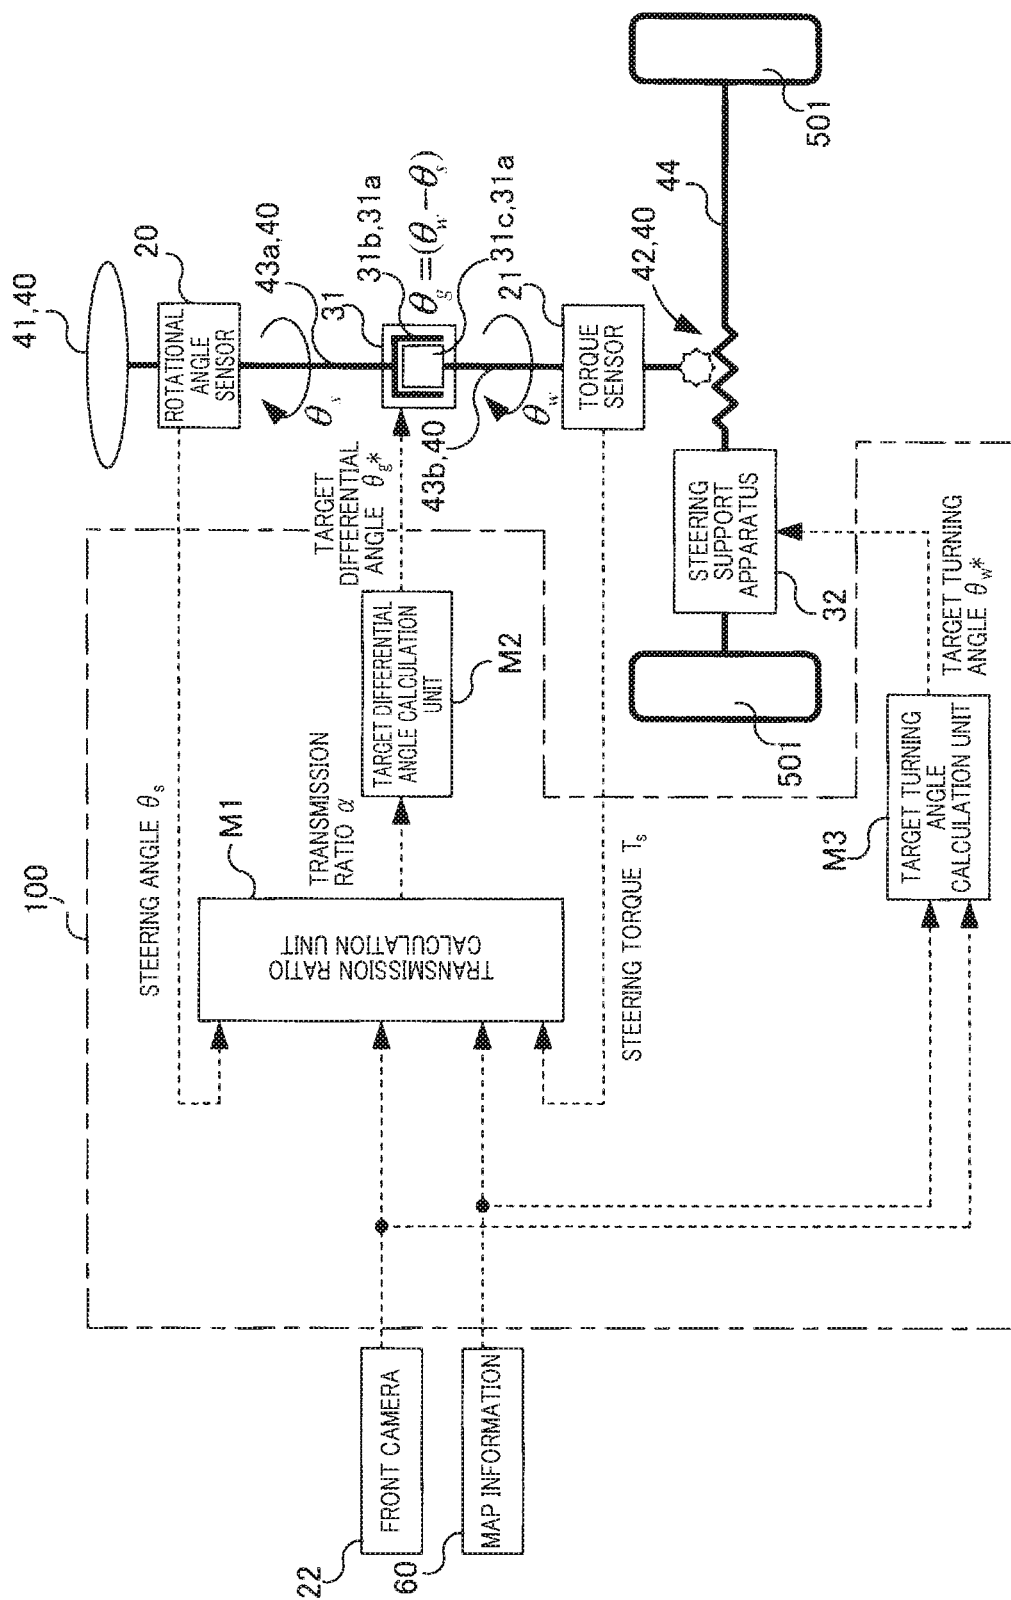 100
41,40
20
ROTATIONAL
ANGLE
SENSOR
43a,40
θs
31
31b,31a
θg =(θw−θs)
31c,31a
21
43b,40
θw
TORQUE
SENSOR
42,40
44
501
STEERING
SUPPORT
APPARATUS
32
501
STEERING ANGLE θs
M1
TRANSMISSION RATIO
CALCULATION UNIT
TRANSMISSION
RATIO α
TARGET DIFFERENTIAL
ANGLE CALCULATION
UNIT
M2
TARGET
DIFFERENTIAL
ANGLE θg*
STEERING TORQUE Ts
M3
TARGET TURNING
ANGLE
CALCULATION UNIT
TARGET TURNING
ANGLE θw*
FRONT CAMERA
22
MAP INFORMATION
60